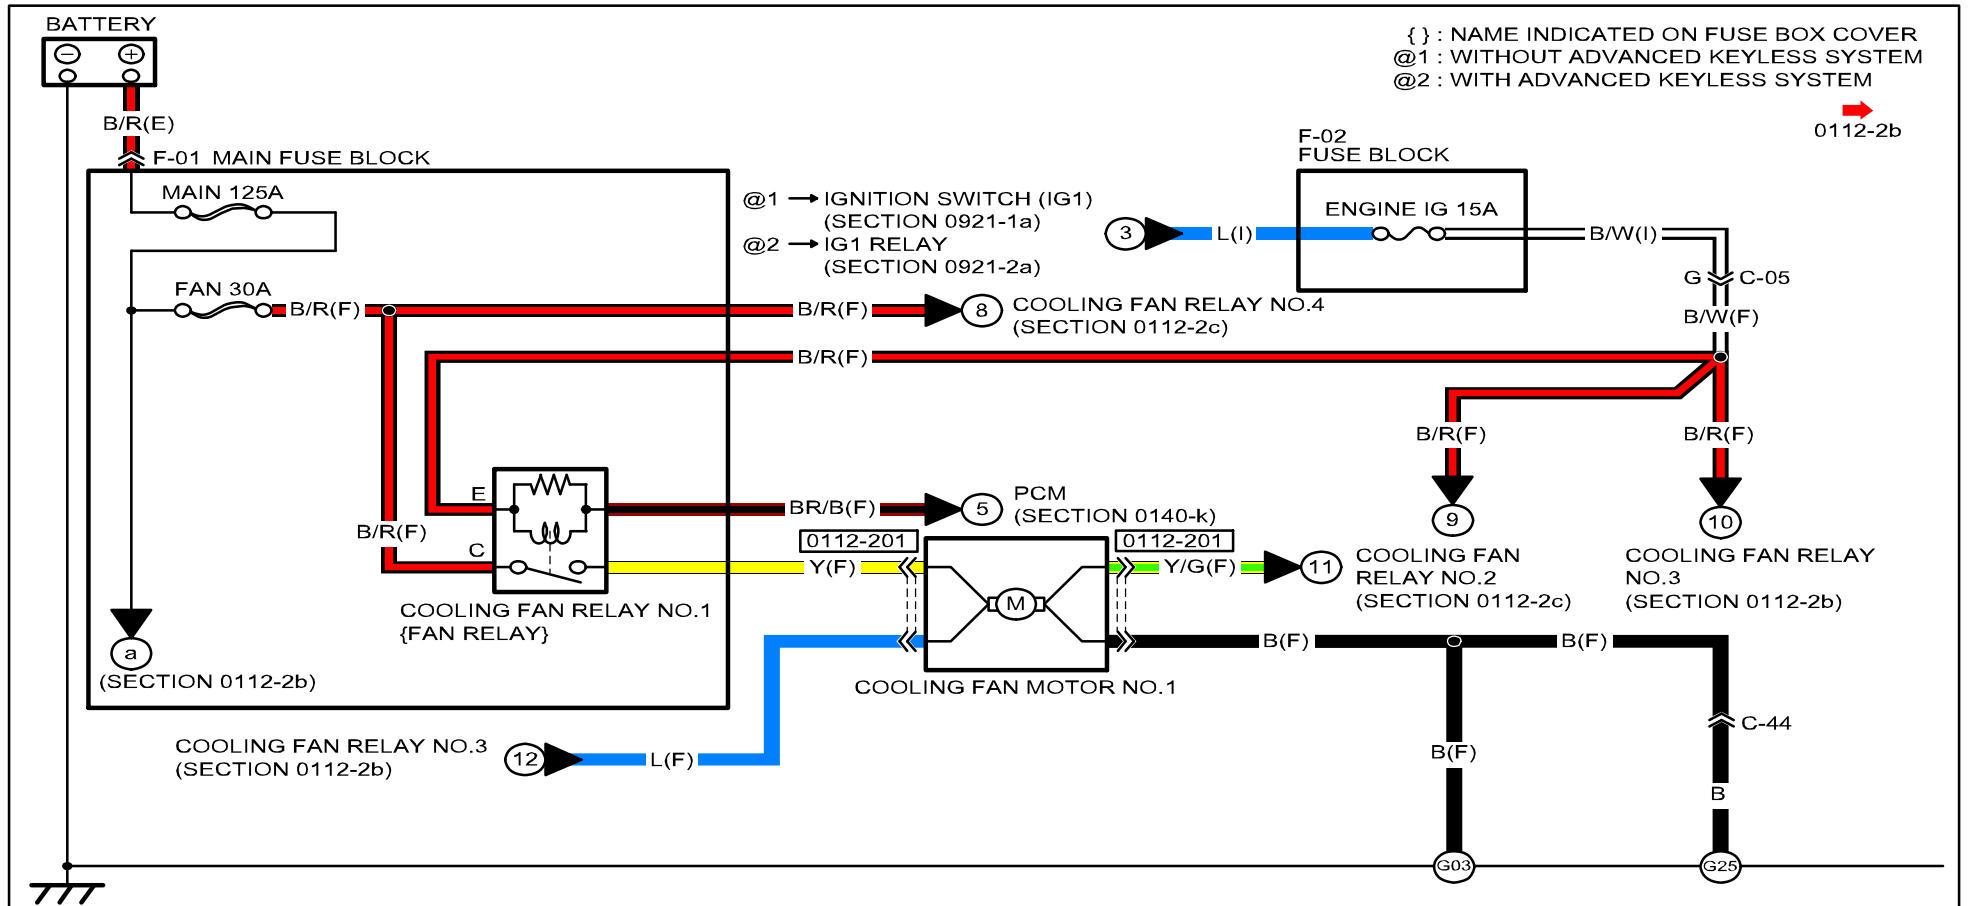 BATTERY
− +
{ } : NAME INDICATED ON FUSE BOX COVER
@1 : WITHOUT ADVANCED KEYLESS SYSTEM
@2 : WITH ADVANCED KEYLESS SYSTEM
0112-2b
B/R(E)
F-01 MAIN FUSE BLOCK
MAIN 125A
@1 → IGNITION SWITCH (IG1)
(SECTION 0921-1a)
@2 → IG1 RELAY
(SECTION 0921-2a)
3
L(I)
F-02
FUSE BLOCK
ENGINE IG 15A
B/W(I)
G
C-05
B/W(F)
FAN 30A
B/R(F)
B/R(F)
8
COOLING FAN RELAY NO.4
(SECTION 0112-2c)
B/R(F)
B/R(F)
B/R(F)
E
BR/B(F)
5
PCM
(SECTION 0140-k)
9
10
B/R(F)
C
0112-201
0112-201
Y(F)
M
Y/G(F)
11
COOLING FAN
RELAY NO.2
(SECTION 0112-2c)
COOLING FAN RELAY
NO.3
(SECTION 0112-2b)
COOLING FAN RELAY NO.1
{FAN RELAY}
a
(SECTION 0112-2b)
COOLING FAN MOTOR NO.1
B(F)
B(F)
C-44
COOLING FAN RELAY NO.3
(SECTION 0112-2b)
12
L(F)
B(F)
B
G03
G25